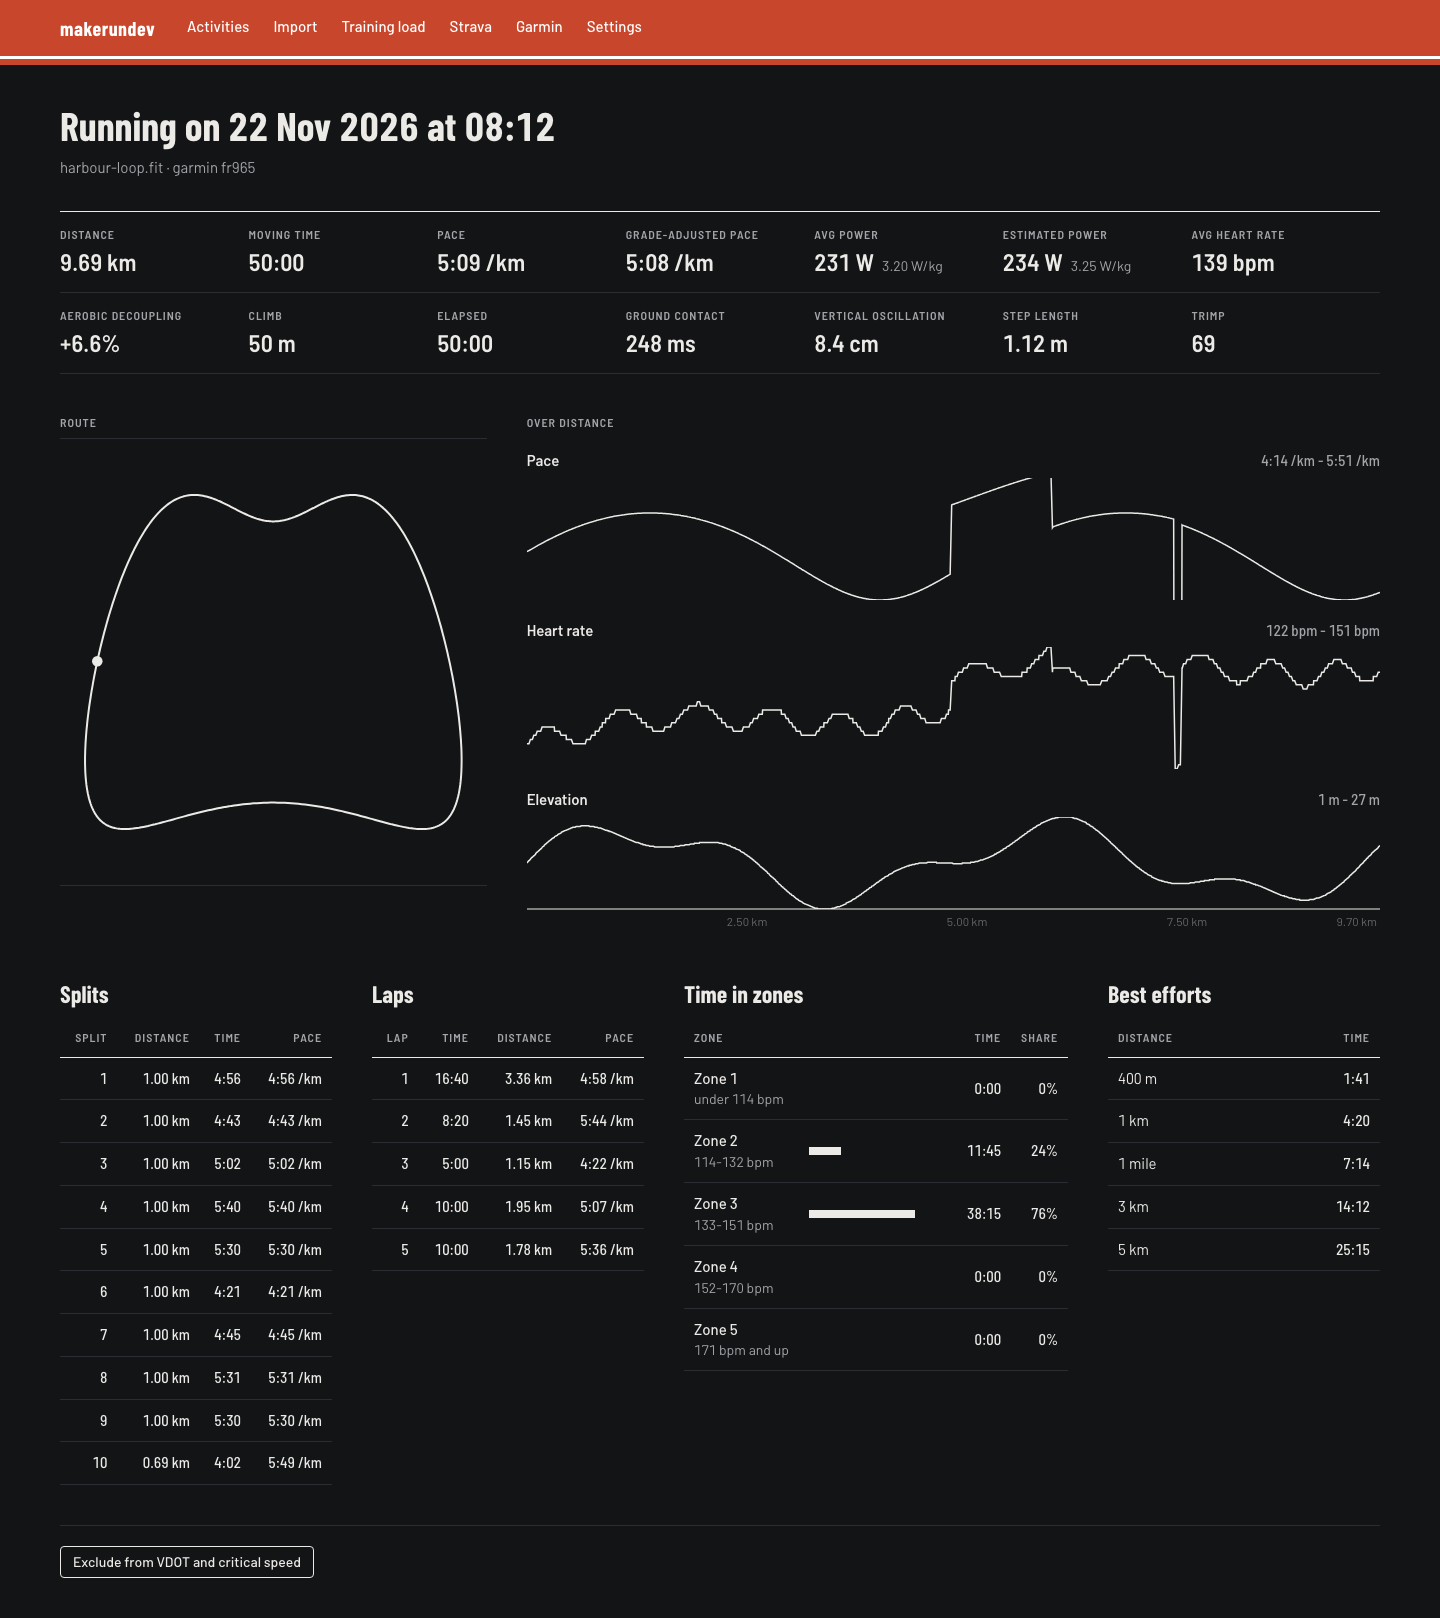 makerundev Activities Import Training load Strava Garmin Settings
Running on 22 Nov 2026 at 08:12
harbour-loop.fit · garmin fr965
DISTANCE MOVING TIME PACE GRADE-ADJUSTED PACE AVG POWER ESTIMATED POWER AVG HEART RATE
9.69 km 50:00 5:09 /km 5:08 /km 231 W 3.20 W/kg 234 W 3.25 W/kg 139 bpm
AEROBIC DECOUPLING CLIMB ELAPSED GROUND CONTACT VERTICAL OSCILLATION STEP LENGTH TRIMP
+6.6% 50 m 50:00 248 ms 8.4 cm 1.12 m 69
ROUTE
OVER DISTANCE
Pace 4:14 /km - 5:51 /km
Heart rate 122 bpm - 151 bpm
Elevation 1 m - 27 m
2.50 km 5.00 km 7.50 km 9.70 km
Splits
SPLIT DISTANCE TIME PACE
1 1.00 km 4:56 4:56 /km
2 1.00 km 4:43 4:43 /km
3 1.00 km 5:02 5:02 /km
4 1.00 km 5:40 5:40 /km
5 1.00 km 5:30 5:30 /km
6 1.00 km 4:21 4:21 /km
7 1.00 km 4:45 4:45 /km
8 1.00 km 5:31 5:31 /km
9 1.00 km 5:30 5:30 /km
10 0.69 km 4:02 5:49 /km
Laps
LAP TIME DISTANCE PACE
1 16:40 3.36 km 4:58 /km
2 8:20 1.45 km 5:44 /km
3 5:00 1.15 km 4:22 /km
4 10:00 1.95 km 5:07 /km
5 10:00 1.78 km 5:36 /km
Time in zones
ZONE TIME SHARE
Zone 1 0:00 0%
under 114 bpm
Zone 2 11:45 24%
114-132 bpm
Zone 3 38:15 76%
133-151 bpm
Zone 4 0:00 0%
152-170 bpm
Zone 5 0:00 0%
171 bpm and up
Best efforts
DISTANCE TIME
400 m 1:41
1 km 4:20
1 mile 7:14
3 km 14:12
5 km 25:15
Exclude from VDOT and critical speed